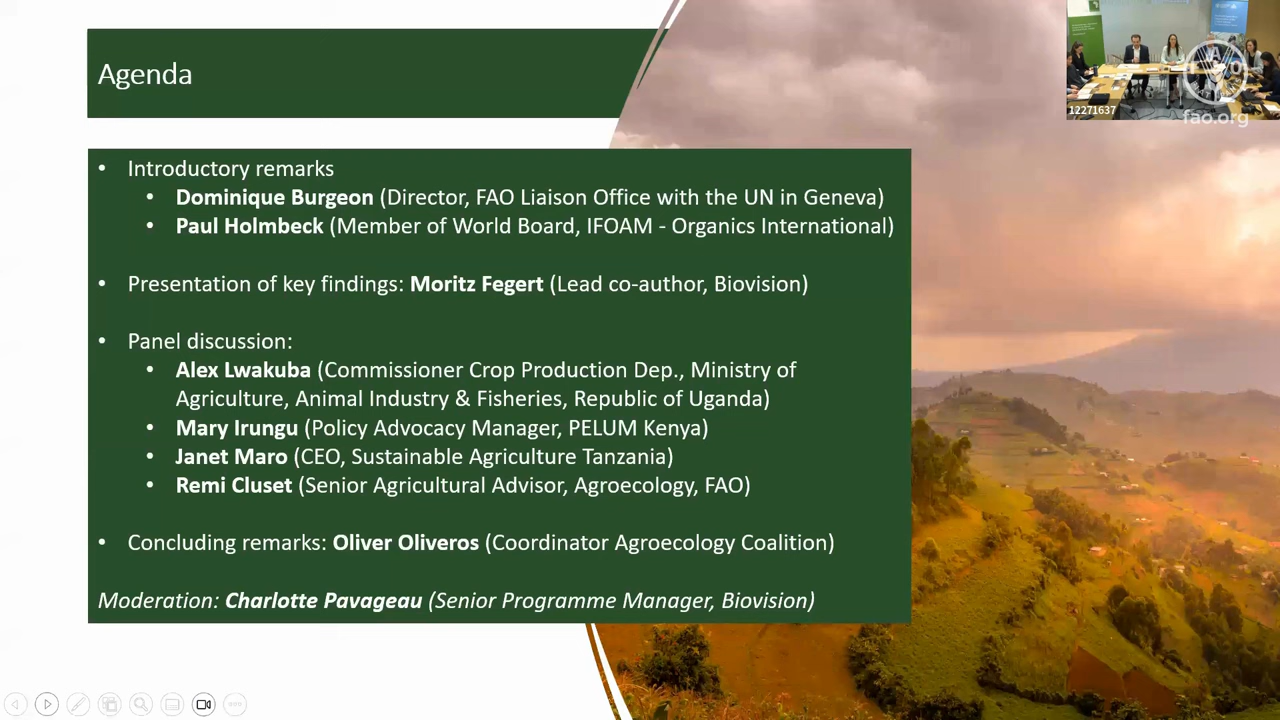 Agenda
• Introductory remarks
• Dominique Burgeon (Director, FAO Liaison Office with the UN in Geneva)
• Paul Holmbeck (Member of World Board, IFOAM - Organics International)
• Presentation of key findings: Moritz Fegert (Lead co-author, Biovision)
• Panel discussion:
• Alex Lwakuba (Commissioner Crop Production Dep., Ministry of
Agriculture, Animal Industry & Fisheries, Republic of Uganda)
• Mary Irungu (Policy Advocacy Manager, PELUM Kenya)
• Janet Maro (CEO, Sustainable Agriculture Tanzania)
• Remi Cluset (Senior Agricultural Advisor, Agroecology, FAO)
• Concluding remarks: Oliver Oliveros (Coordinator Agroecology Coalition)
Moderation: Charlotte Pavageau (Senior Programme Manager, Biovision)
12271637
fao.org